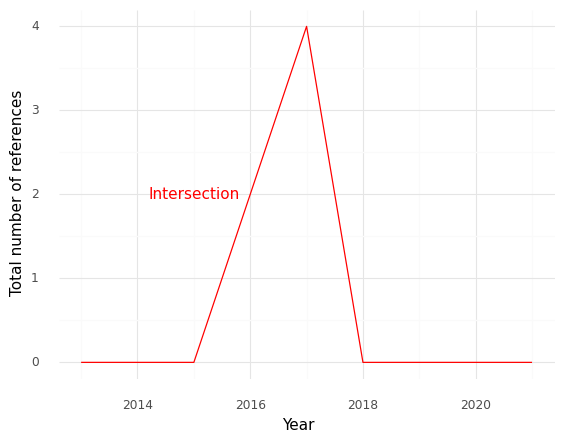 4
3
2
1
0
Total number of references
Intersection
2014 2016 2018 2020
Year